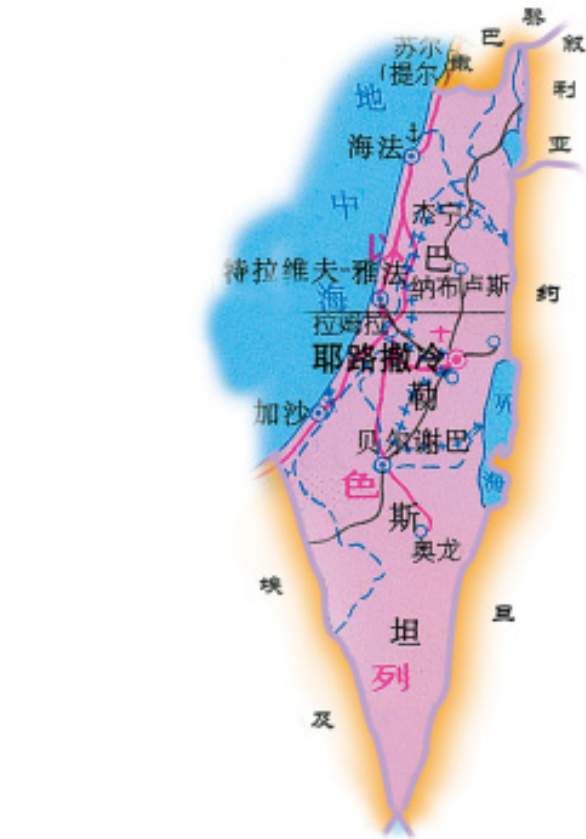 黎
巴
嫩
叙
利
亚
苏尔
(提尔)
地
中
海
海法
杰宁
以
色
列
巴
勒
斯
坦
特拉维夫-雅法
纳布卢斯
约
旦
拉姆拉
耶路撒冷
加沙
死
海
贝尔谢巴
奥龙
埃
及